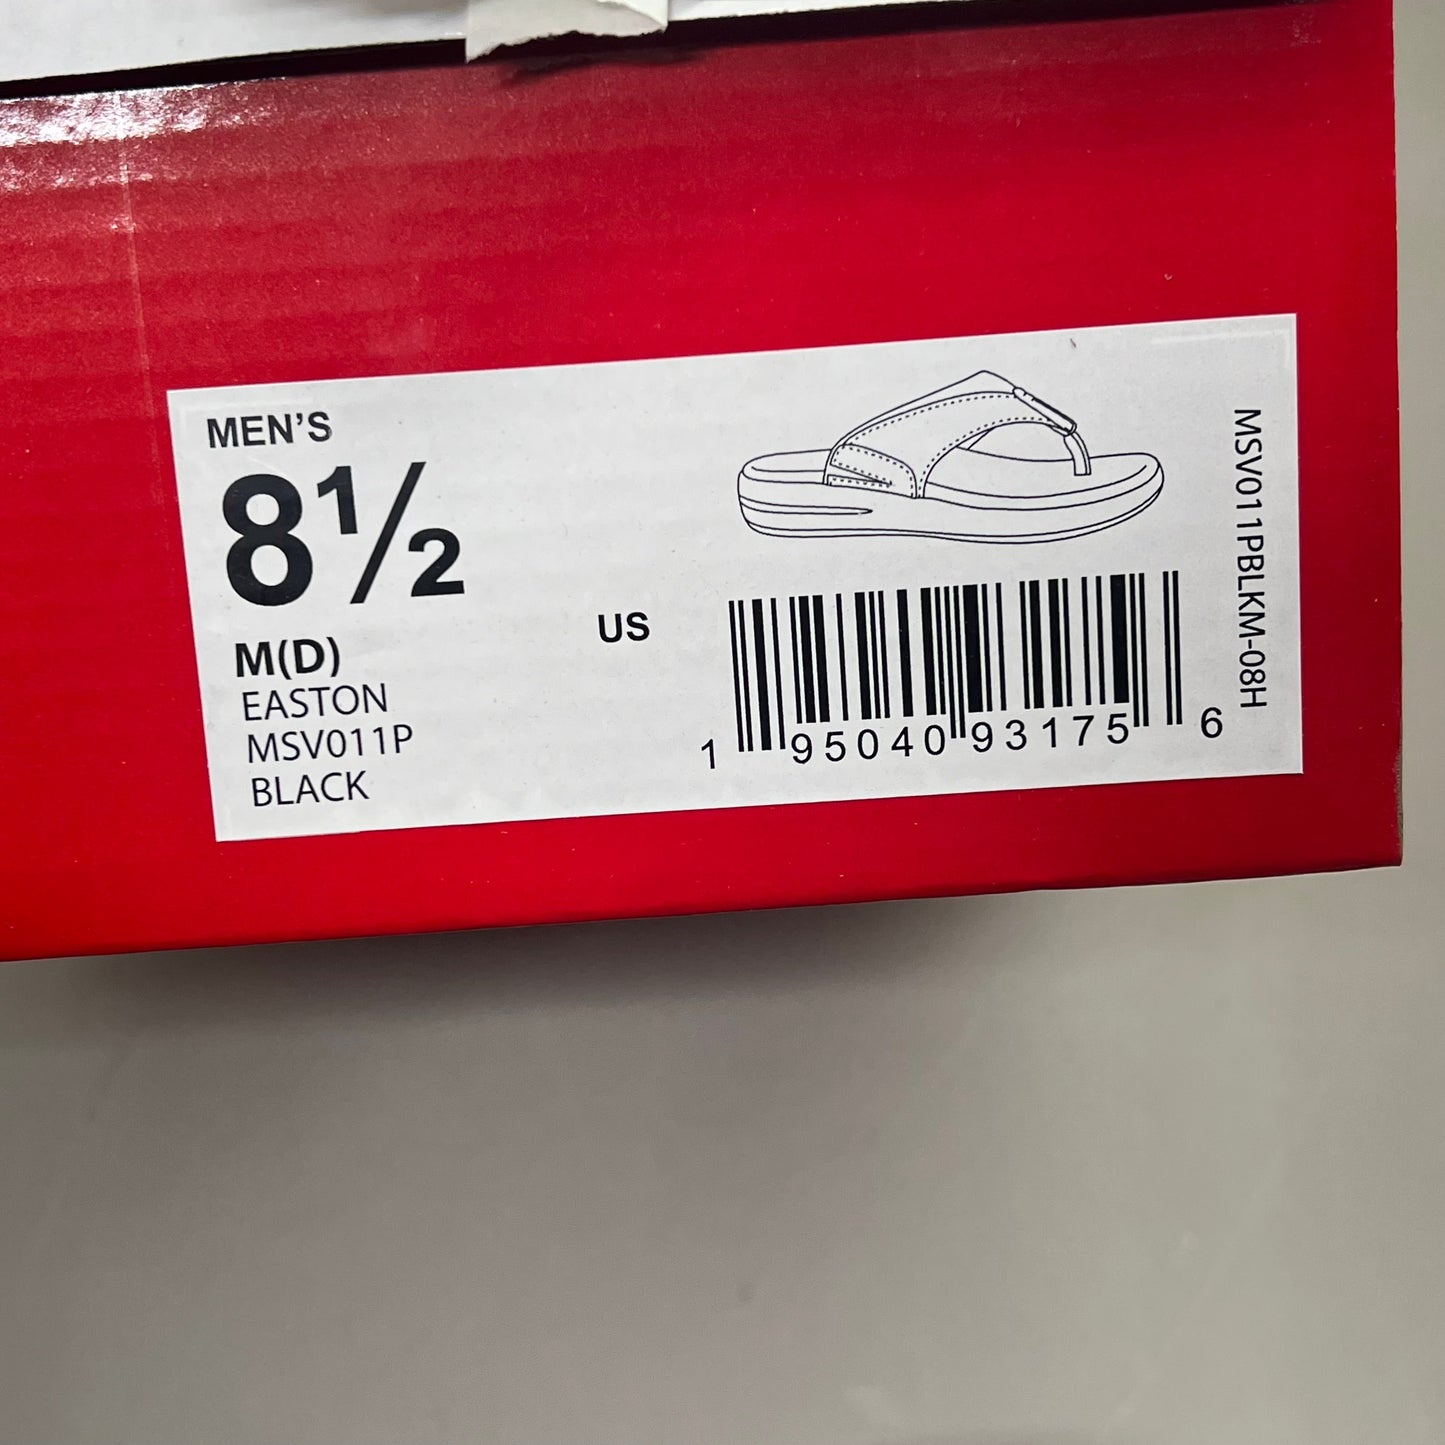 MEN'S
8½
M(D)
EASTON
MSV011P
BLACK
US
1 95040 93175 6
MSV011PBLKM-08H